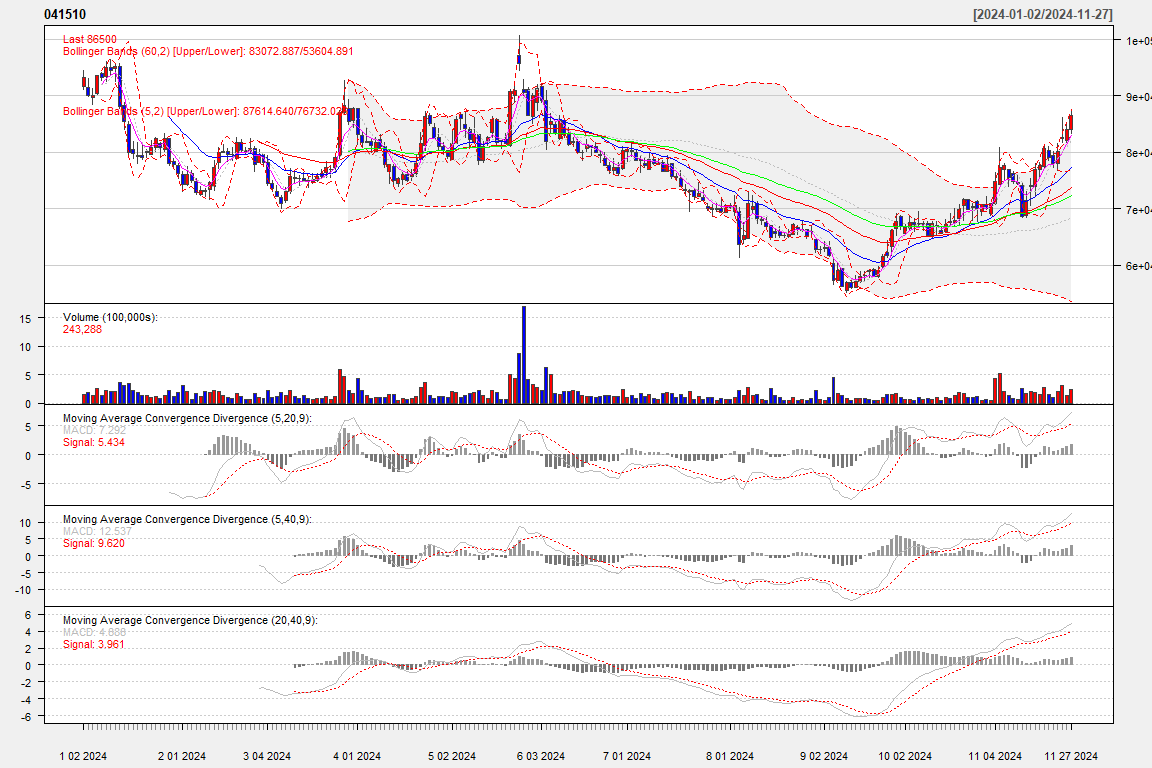 041510 [2024-01-02/2024-11-27]
Last 86500
Bollinger Bands (60,2) [Upper/Lower]: 83072.887/53604.891
Bollinger Bands (5,2) [Upper/Lower]: 87614.640/76732.02
1e+05
9e+04
8e+04
7e+04
6e+04
Volume (100,000s):
243,288
15
10
5
0
Moving Average Convergence Divergence (5,20,9):
MACD: 7.292
Signal: 5.434
5
0
-5
Moving Average Convergence Divergence (5,40,9):
MACD: 12.537
Signal: 9.620
10
5
0
-5
-10
Moving Average Convergence Divergence (20,40,9):
MACD: 4.888
Signal: 3.961
6
4
2
0
-2
-4
-6
1 02 2024 2 01 2024 3 04 2024 4 01 2024 5 02 2024 6 03 2024 7 01 2024 8 01 2024 9 02 2024 10 02 2024 11 04 2024 11 27 2024